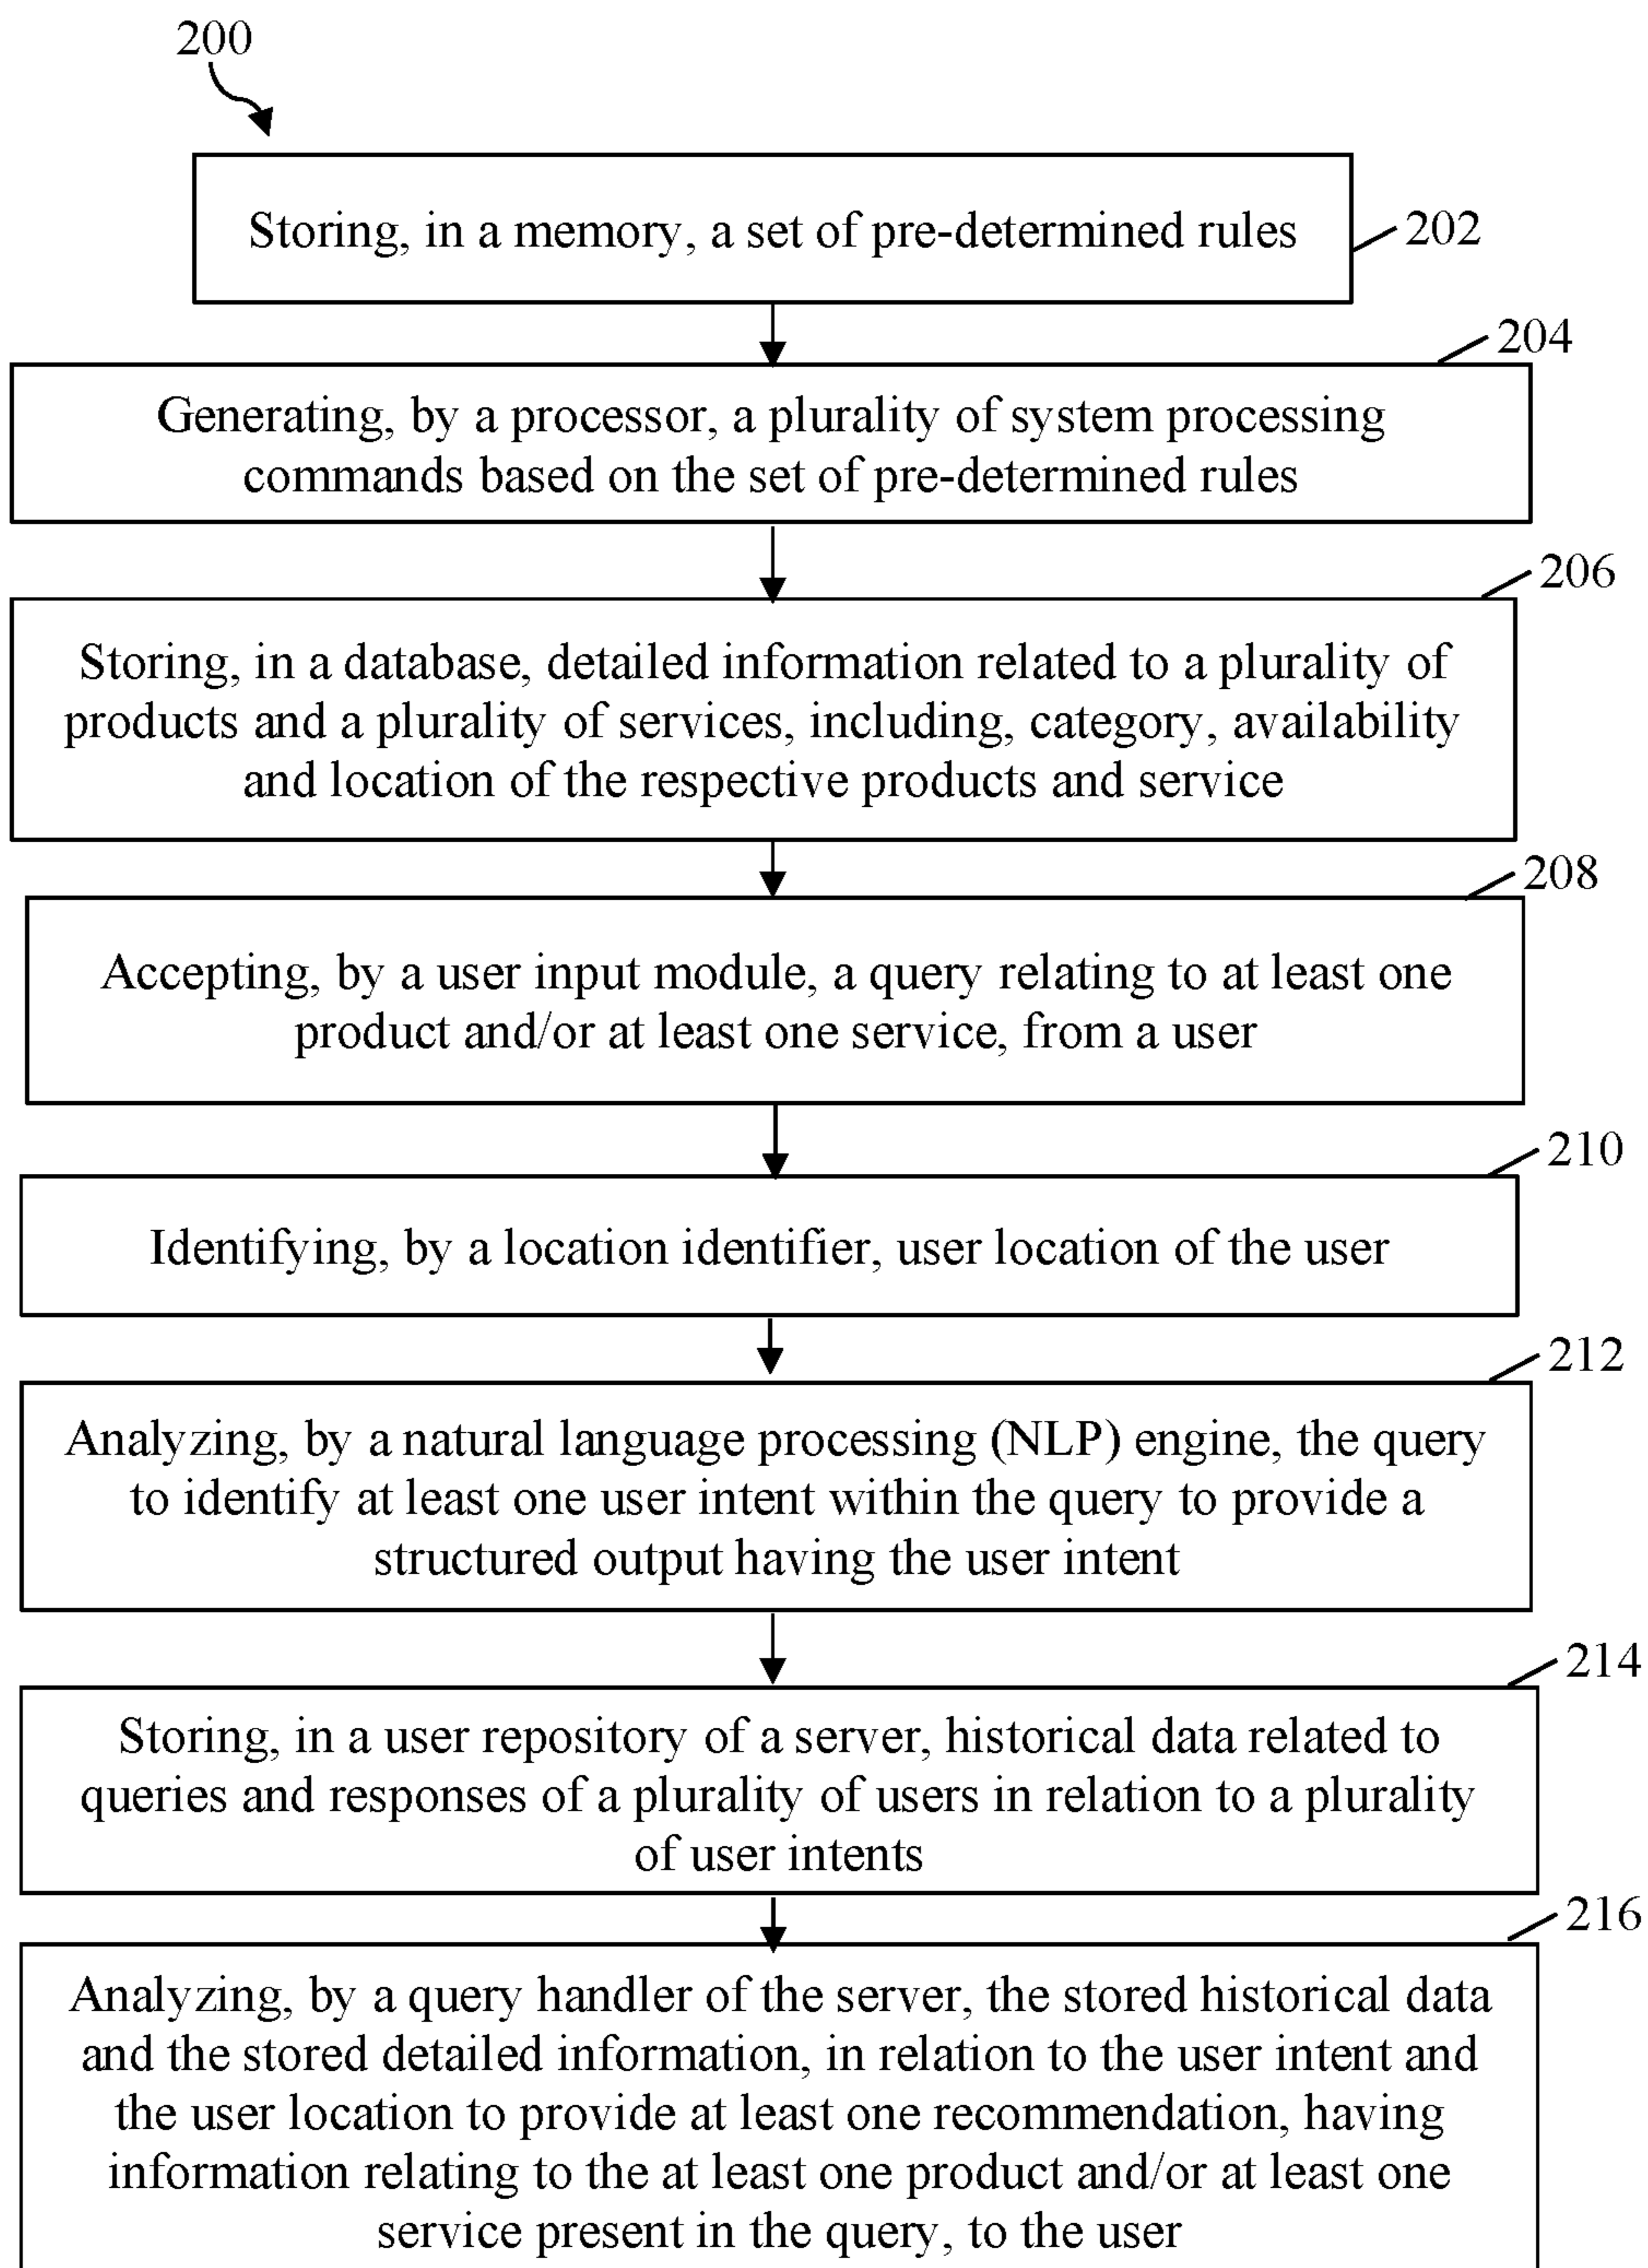 200
Storing, in a memory, a set of pre-determined rules
202
204
Generating, by a processor, a plurality of system processing
commands based on the set of pre-determined rules
206
Storing, in a database, detailed information related to a plurality of
products and a plurality of services, including, category, availability
and location of the respective products and service
208
Accepting, by a user input module, a query relating to at least one
product and/or at least one service, from a user
210
Identifying, by a location identifier, user location of the user
212
Analyzing, by a natural language processing (NLP) engine, the query
to identify at least one user intent within the query to provide a
structured output having the user intent
214
Storing, in a user repository of a server, historical data related to
queries and responses of a plurality of users in relation to a plurality
of user intents
216
Analyzing, by a query handler of the server, the stored historical data
and the stored detailed information, in relation to the user intent and
the user location to provide at least one recommendation, having
information relating to the at least one product and/or at least one
service present in the query, to the user